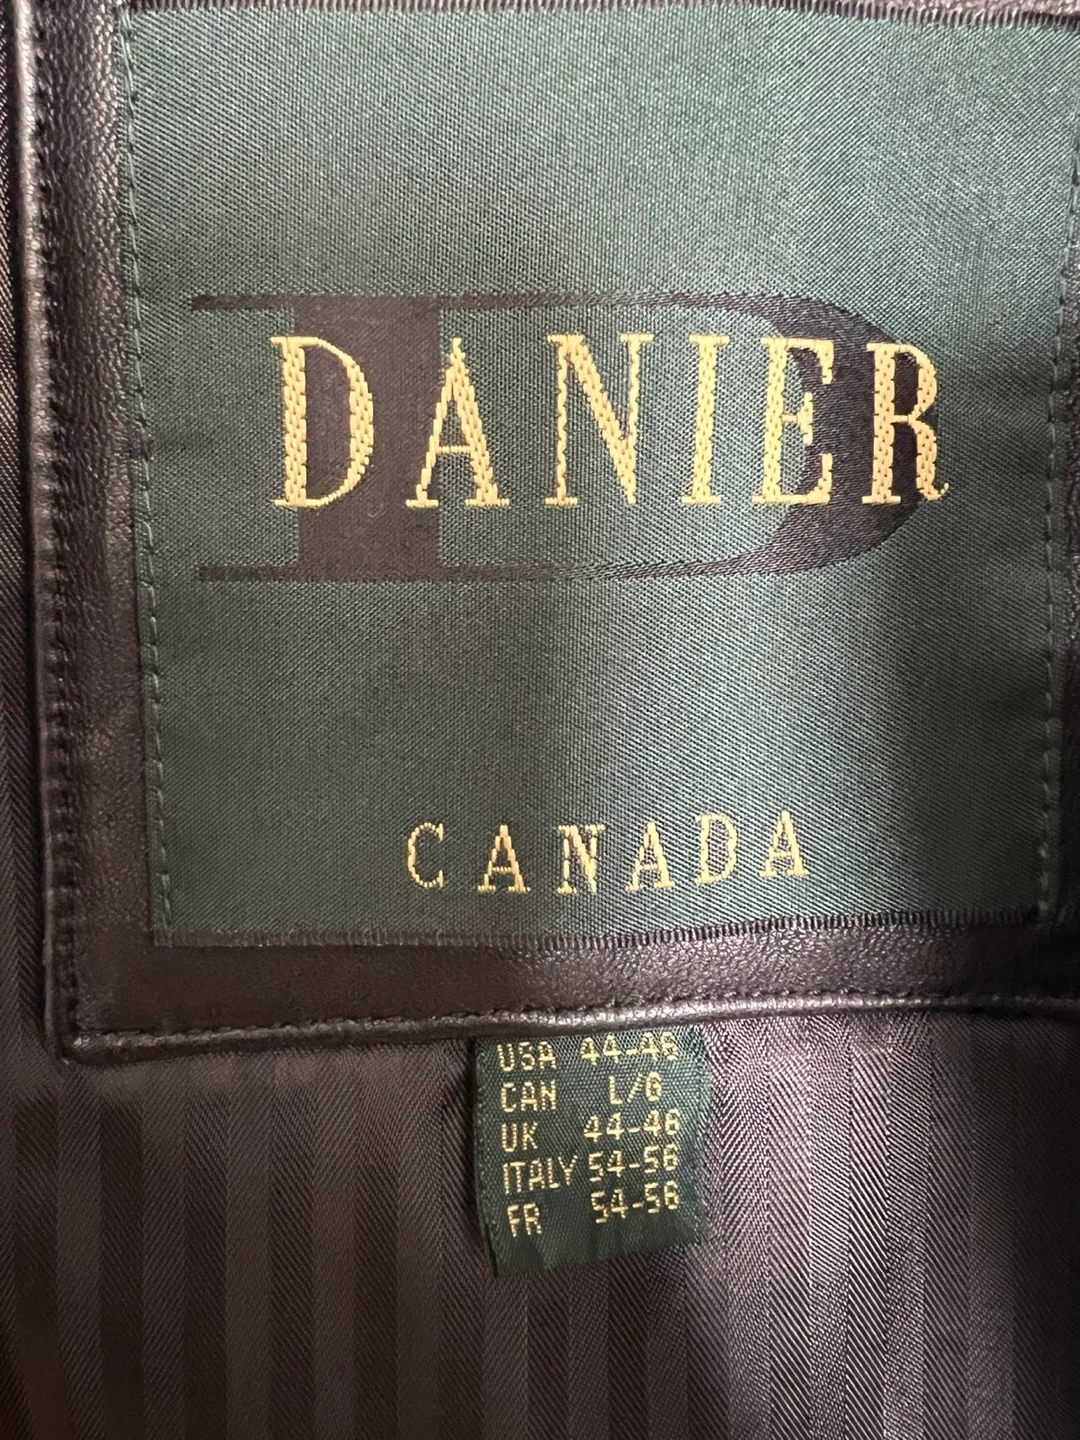 DANIER
CANADA
USA 44-46
CAN L/G
UK 44-46
ITALY 54-56
FR 54-56